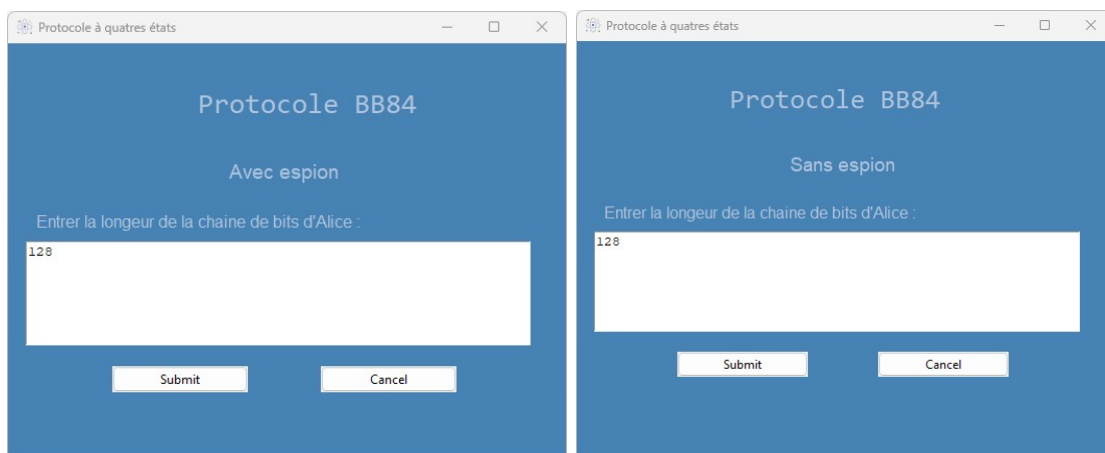 Protocole à quatres états
Protocole BB84
Avec espion
Entrer la longeur de la chaine de bits d'Alice :
128
Submit Cancel
Protocole à quatres états
Protocole BB84
Sans espion
Entrer la longeur de la chaine de bits d'Alice :
128
Submit Cancel